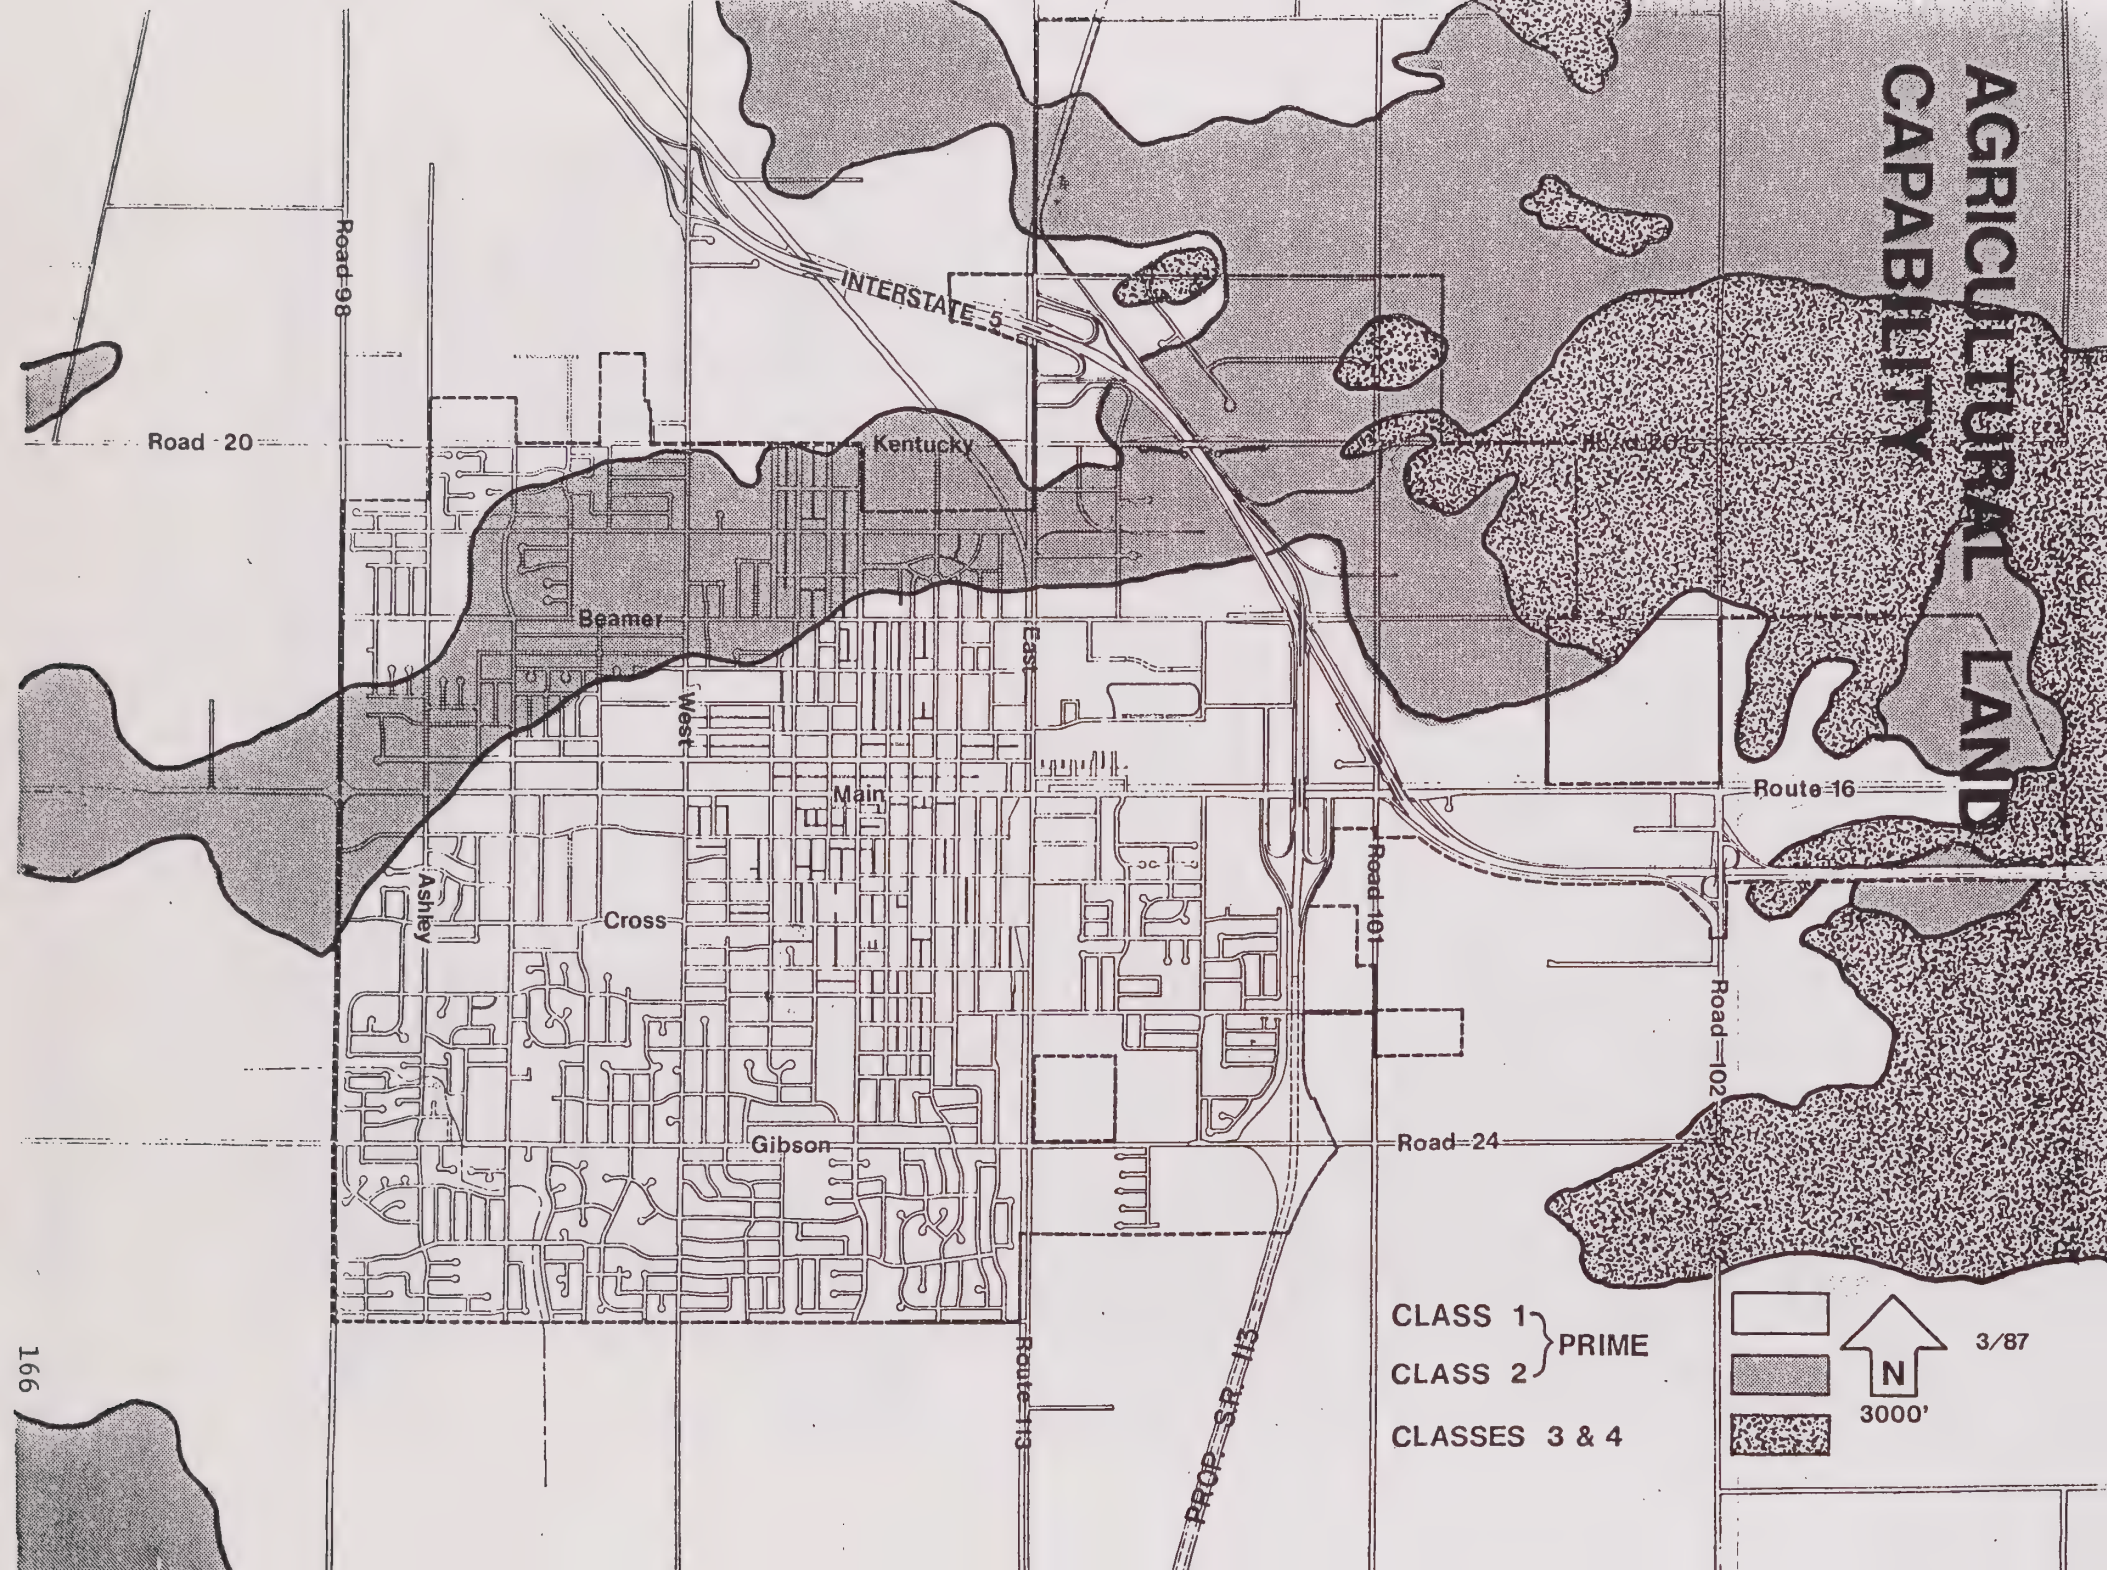 AGRICULTURAL LAND
CAPABILITY
Road 98
INTERSTATE 5
Road 20
Kentucky
Road 20
Beamer
East
West
Main
Route 16
Ashley
Cross
Road 101
Road 102
Gibson
Road 24
Route 113
PROP. S.R. 113
CLASS 1
CLASS 2
PRIME
CLASSES 3 & 4
N
3000'
3/87
166